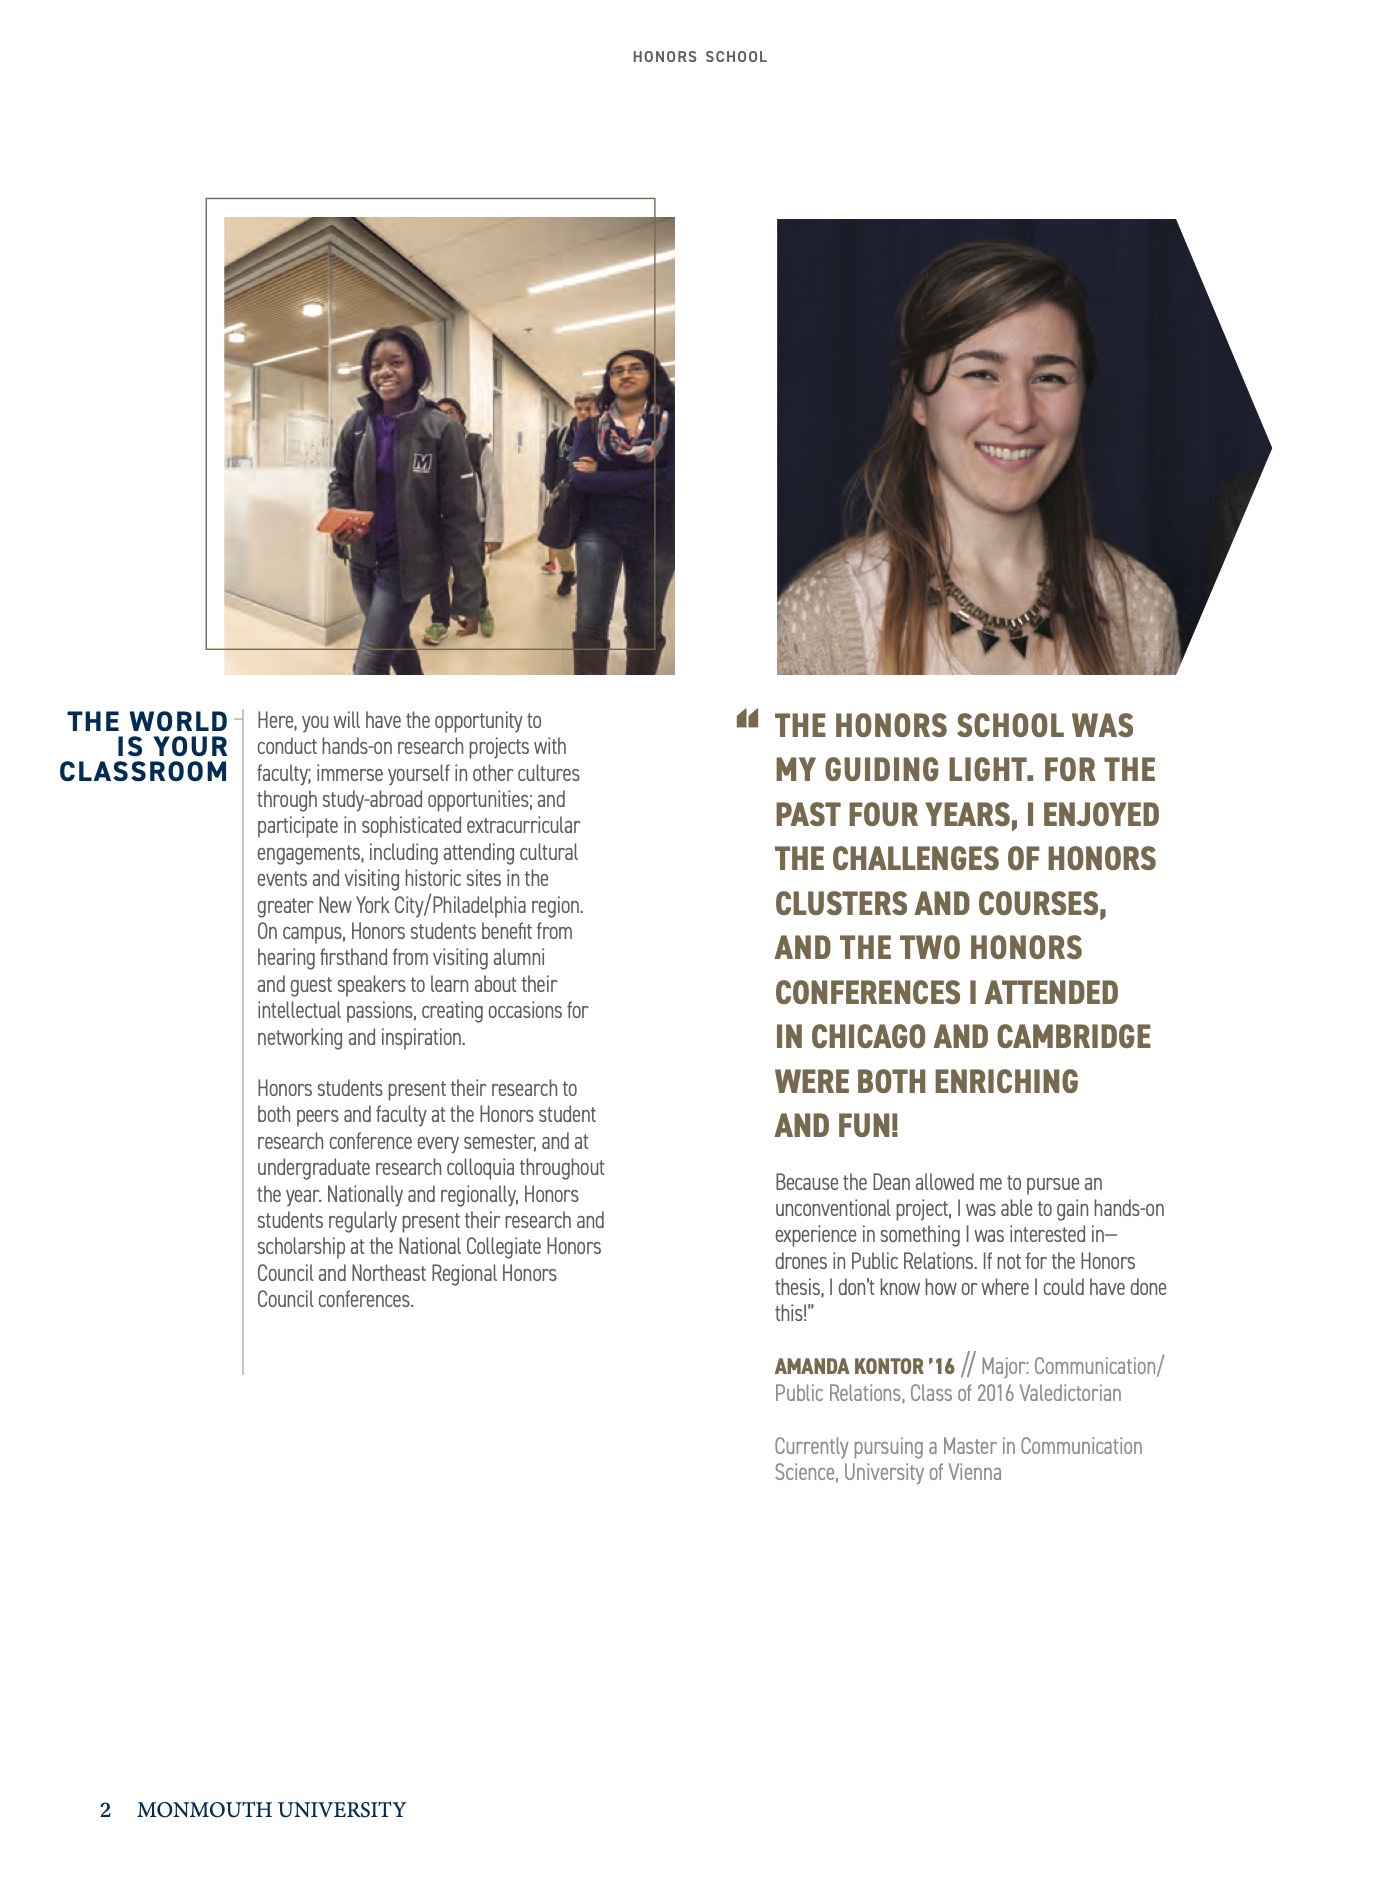 HONORS SCHOOL
M
THE WORLD
IS YOUR
CLASSROOM
Here, you will have the opportunity to
conduct hands-on research projects with
faculty; immerse yourself in other cultures
through study-abroad opportunities; and
participate in sophisticated extracurricular
engagements, including attending cultural
events and visiting historic sites in the
greater New York City/Philadelphia region.
On campus, Honors students benefit from
hearing firsthand from visiting alumni
and guest speakers to learn about their
intellectual passions, creating occasions for
networking and inspiration.
Honors students present their research to
both peers and faculty at the Honors student
research conference every semester, and at
undergraduate research colloquia throughout
the year. Nationally and regionally, Honors
students regularly present their research and
scholarship at the National Collegiate Honors
Council and Northeast Regional Honors
Council conferences.
“THE HONORS SCHOOL WAS
MY GUIDING LIGHT. FOR THE
PAST FOUR YEARS, I ENJOYED
THE CHALLENGES OF HONORS
CLUSTERS AND COURSES,
AND THE TWO HONORS
CONFERENCES I ATTENDED
IN CHICAGO AND CAMBRIDGE
WERE BOTH ENRICHING
AND FUN!
Because the Dean allowed me to pursue an
unconventional project, I was able to gain hands-on
experience in something I was interested in—
drones in Public Relations. If not for the Honors
thesis, I don’t know how or where I could have done
this!”
AMANDA KONTOR ’16 // Major: Communication/
Public Relations, Class of 2016 Valedictorian
Currently pursuing a Master in Communication
Science, University of Vienna
2 MONMOUTH UNIVERSITY